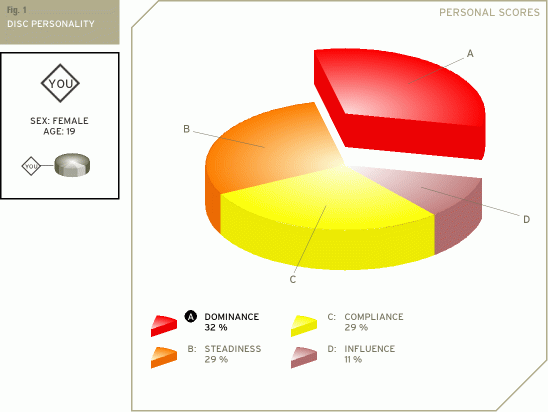 Fig. 1
DISC PERSONALITY
PERSONAL SCORES
YOU
SEX: FEMALE
AGE: 19
YOU
A
B
C
D
A DOMINANCE
32 %
B: STEADINESS
29 %
C: COMPLIANCE
29 %
D: INFLUENCE
11 %